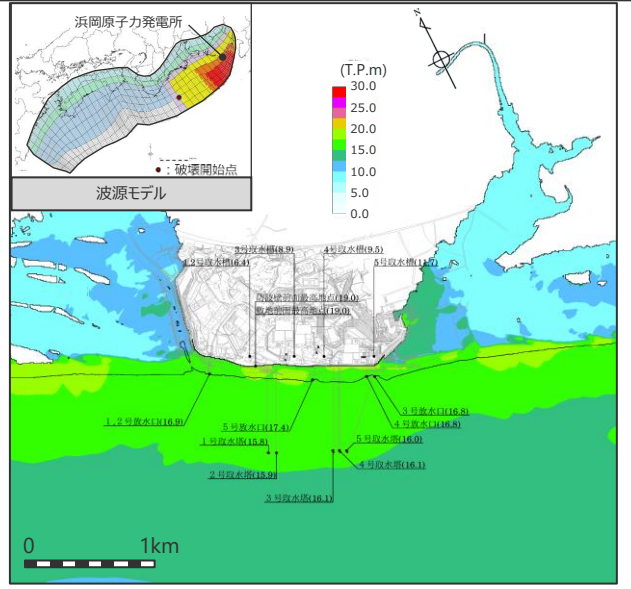 浜岡原子力発電所
●：破壊開始点
波源モデル
N
(T.P.m)
30.0
25.0
20.0
15.0
10.0
5.0
0.0
3号取水槽(8.9)
4号取水槽(9.5)
1,2号取水槽(6.4)
5号取水槽(11.7)
防波壁前面最高地点(19.0)
敷地前面最高地点(19.0)
1,2号放水口(16.9)
5号放水口(17.4)
3号放水口(16.8)
4号放水口(16.8)
1号取水塔(15.8)
5号取水塔(16.0)
2号取水塔(15.9)
4号取水塔(16.1)
3号取水塔(16.1)
0 1km